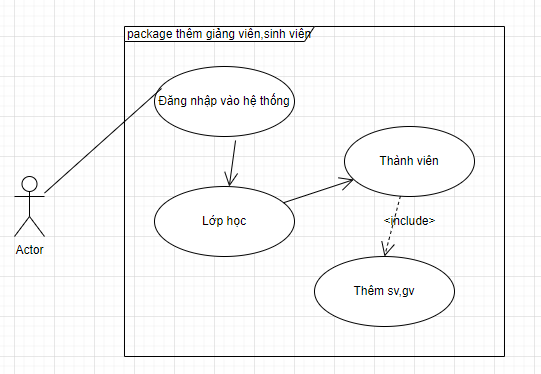 package thêm giảng viên,sinh viên
Đăng nhập vào hệ thống
Thành viên
Lớp học
<include>
Actor
Thêm sv,gv